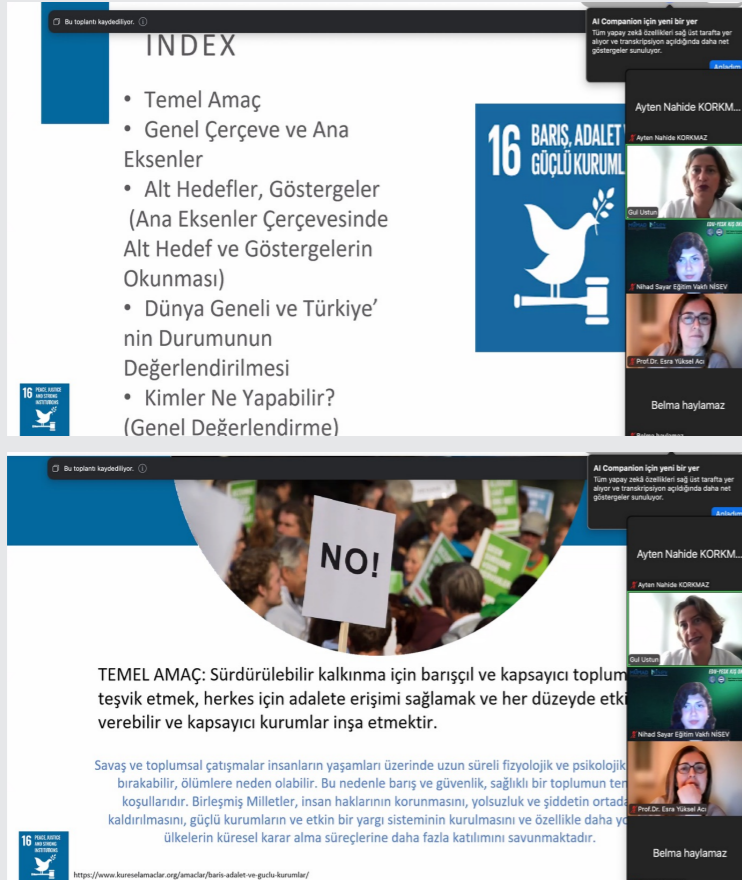 Bu toplantı kaydediliyor.
AI Companion için yeni bir yer
Tüm yapay zekâ özellikleri sağ üst tarafta yer
alıyor ve transkripsiyon açıldığında daha net
göstergeler sunuluyor.
Anladım
INDEX
• Temel Amaç
• Genel Çerçeve ve Ana
Eksenler
• Alt Hedefler, Göstergeler
(Ana Eksenler Çerçevesinde
Alt Hedef ve Göstergelerin
Okunması)
• Dünya Geneli ve Türkiye’
nin Durumunun
Değerlendirilmesi
• Kimler Ne Yapabilir?
(Genel Değerlendirme)
16 BARIŞ, ADALET
GÜÇLÜ KURUML
16 PEACE, JUSTICE
AND STRONG
INSTITUTIONS
Ayten Nahide KORKM...
Ayten Nahide KORKMAZ
Gul Ustun
Nihad Sayar Eğitim Vakfı NİSEV
Prof.Dr. Esra Yüksel Acı
Belma haylamaz
Belma haylamaz
Bu toplantı kaydediliyor.
AI Companion için yeni bir yer
Tüm yapay zekâ özellikleri sağ üst tarafta yer
alıyor ve transkripsiyon açıldığında daha net
göstergeler sunuluyor.
Anladım
NO!
TEMEL AMAÇ: Sürdürülebilir kalkınma için barışçıl ve kapsayıcı toplum
teşvik etmek, herkes için adalete erişimi sağlamak ve her düzeyde etki
verebilir ve kapsayıcı kurumlar inşa etmektir.
Savaş ve toplumsal çatışmalar insanların yaşamları üzerinde uzun süreli fizyolojik ve psikolojik
bırakabilir, ölümlere neden olabilir. Bu nedenle barış ve güvenlik, sağlıklı bir toplumun tem
koşullarıdır. Birleşmiş Milletler, insan haklarının korunmasını, yolsuzluk ve şiddetin ortada
kaldırılmasını, güçlü kurumların ve etkin bir yargı sisteminin kurulmasını ve özellikle daha yo
ülkelerin küresel karar alma süreçlerine daha fazla katılımını savunmaktadır.
16 PEACE, JUSTICE
AND STRONG
INSTITUTIONS
https://www.kureselamaclar.org/amaclar/baris-adalet-ve-guclu-kurumlar/
Ayten Nahide KORKM...
Ayten Nahide KORKMAZ
Gul Ustun
Nihad Sayar Eğitim Vakfı NİSEV
Prof.Dr. Esra Yüksel Acı
Belma haylamaz